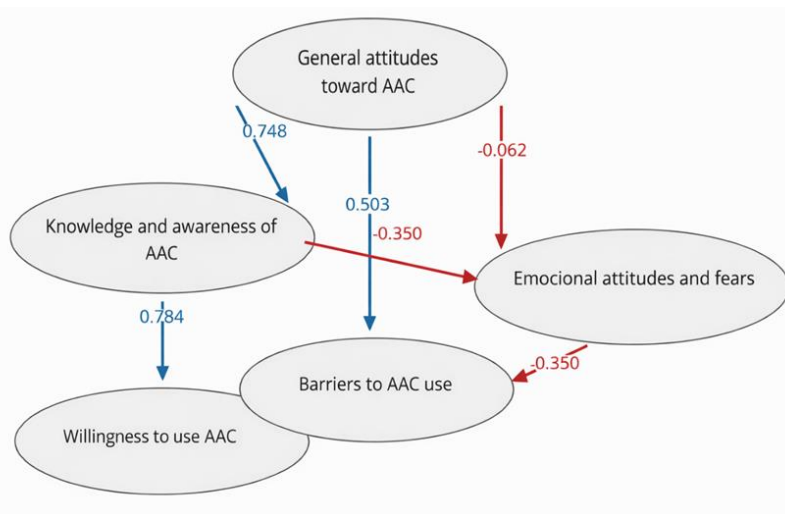 General attitudes
toward AAC
0.748
-0.062
0.503
Knowledge and awareness of
AAC
-0.350
Emocional attitudes and fears
0.784
-0.350
Barriers to AAC use
Willingness to use AAC